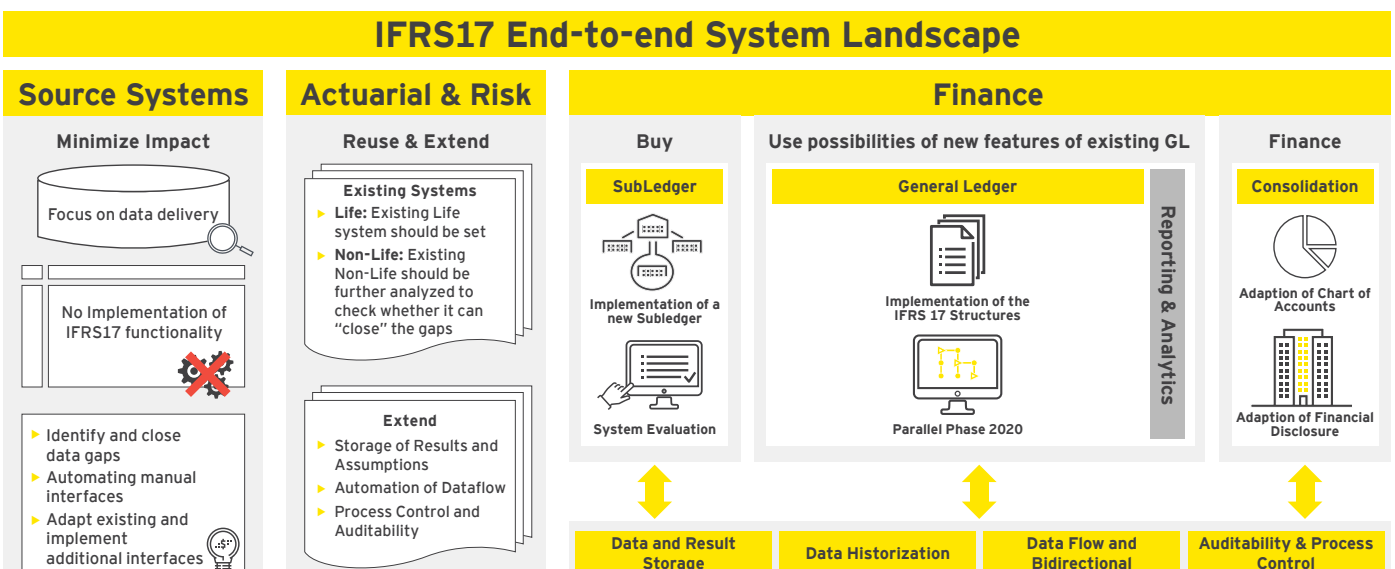 IFRS17 End-to-end System Landscape
Source Systems
Minimize Impact
Focus on data delivery
No Implementation of
IFRS17 functionality
Identify and close
data gaps
Automating manual
interfaces
Adapt existing and
implement
additional interfaces
$
Actuarial & Risk
Reuse & Extend
Existing Systems
Life: Existing Life
system should be set
Non-Life: Existing
Non-Life should be
further analyzed to
check whether it can
“close” the gaps
Extend
Storage of Results and
Assumptions
Automation of Dataflow
Process Control and
Auditability
Finance
Buy
SubLedger
Implementation of a
new Subledger
System Evaluation
Use possibilities of new features of existing GL
General Ledger
Implementation of the
IFRS 17 Structures
Parallel Phase 2020
Reporting & Analytics
Finance
Consolidation
Adaption of Chart of
Accounts
Adaption of Financial
Disclosure
Data and Result
Storage
Data Historization
Data Flow and
Bidirectional
Auditability & Process
Control